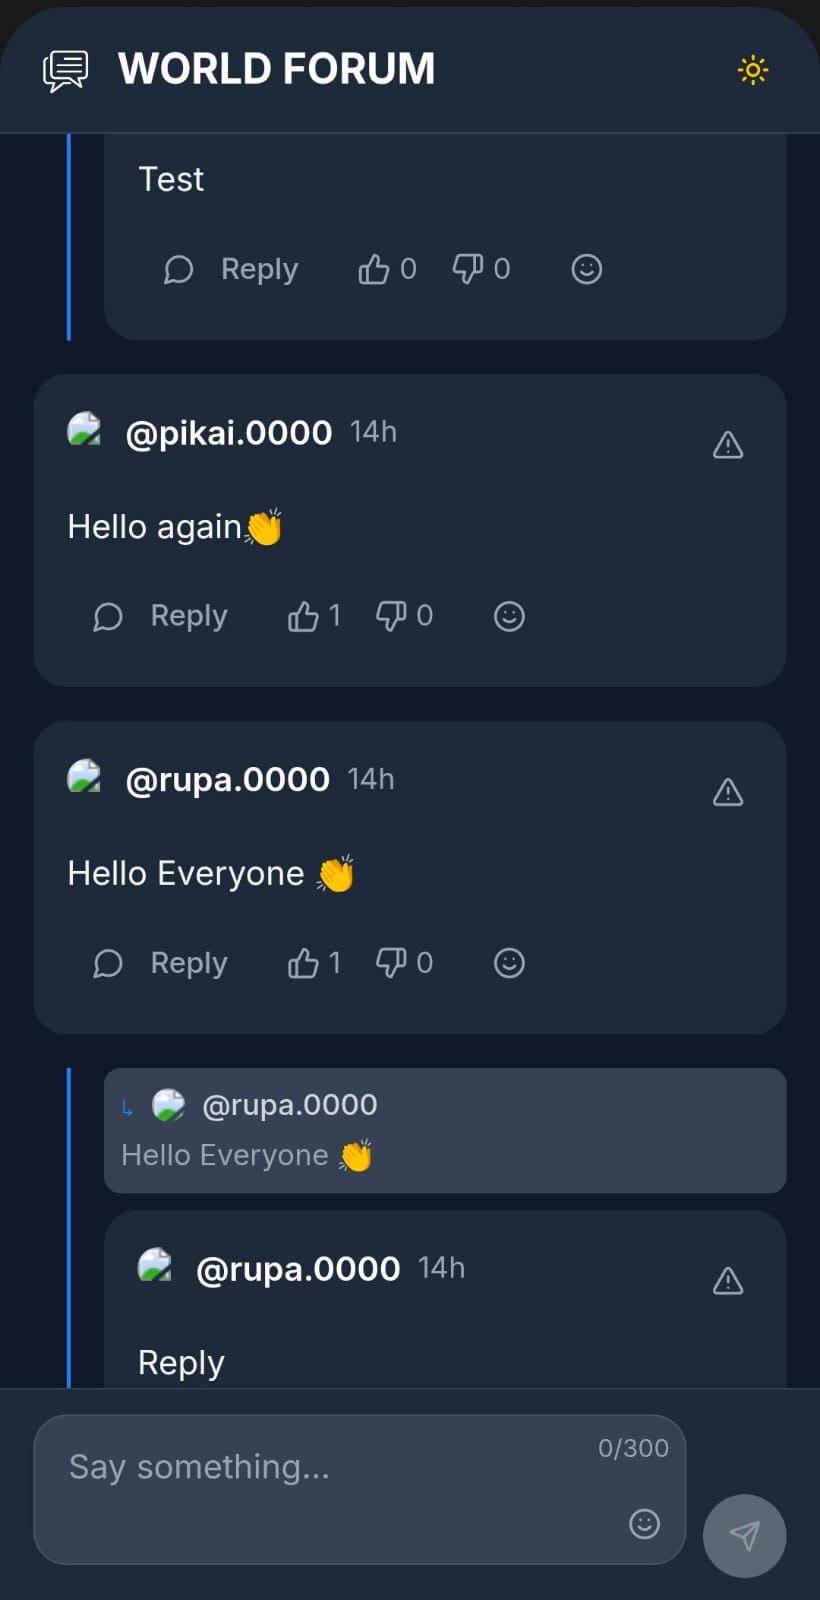 WORLD FORUM
Test
Reply 0 0
@pikai.0000 14h
Hello again👏
Reply 1 0
@rupa.0000 14h
Hello Everyone 👏
Reply 1 0
↳ @rupa.0000
Hello Everyone 👏
@rupa.0000 14h
Reply
0/300
Say something...